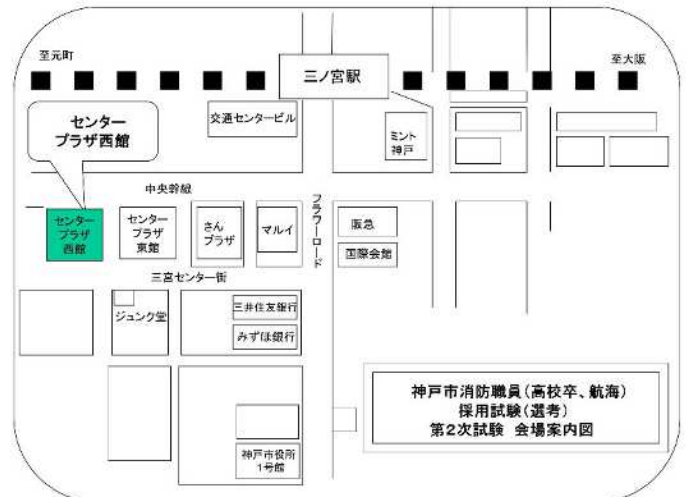 至元町
三ノ宮駅
至大阪
センター
プラザ西館
交通センタービル
ミント
神戸
中央幹線
センター
プラザ
西館
センター
プラザ
東館
さん
プラザ
マルイ
フラワーロード
阪急
国際会館
三宮センター街
ジュンク堂
三井住友銀行
みずほ銀行
神戸市消防職員(高校卒、航海)
採用試験(選考)
第2次試験 会場案内図
神戸市役所
1号館